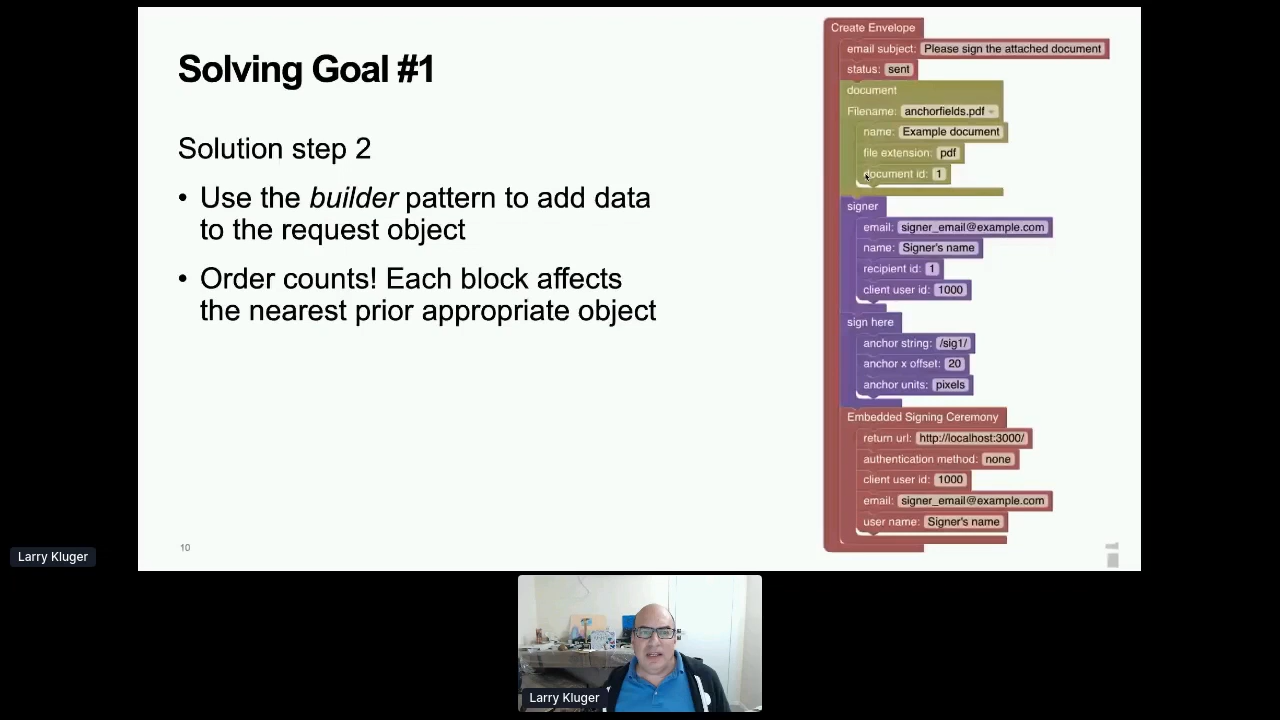 Solving Goal #1
Solution step 2
• Use the builder pattern to add data
to the request object
• Order counts! Each block affects
the nearest prior appropriate object
10
Create Envelope
email subject: Please sign the attached document
status: sent
document
Filename: anchorfields.pdf
name: Example document
file extension: pdf
document id: 1
signer
email: signer_email@example.com
name: Signer's name
recipient id: 1
client user id: 1000
sign here
anchor string: /sig1/
anchor x offset: 20
anchor units: pixels
Embedded Signing Ceremony
return url: http://localhost:3000/
authentication method: none
client user id: 1000
email: signer_email@example.com
user name: Signer's name
Larry Kluger
Larry Kluger